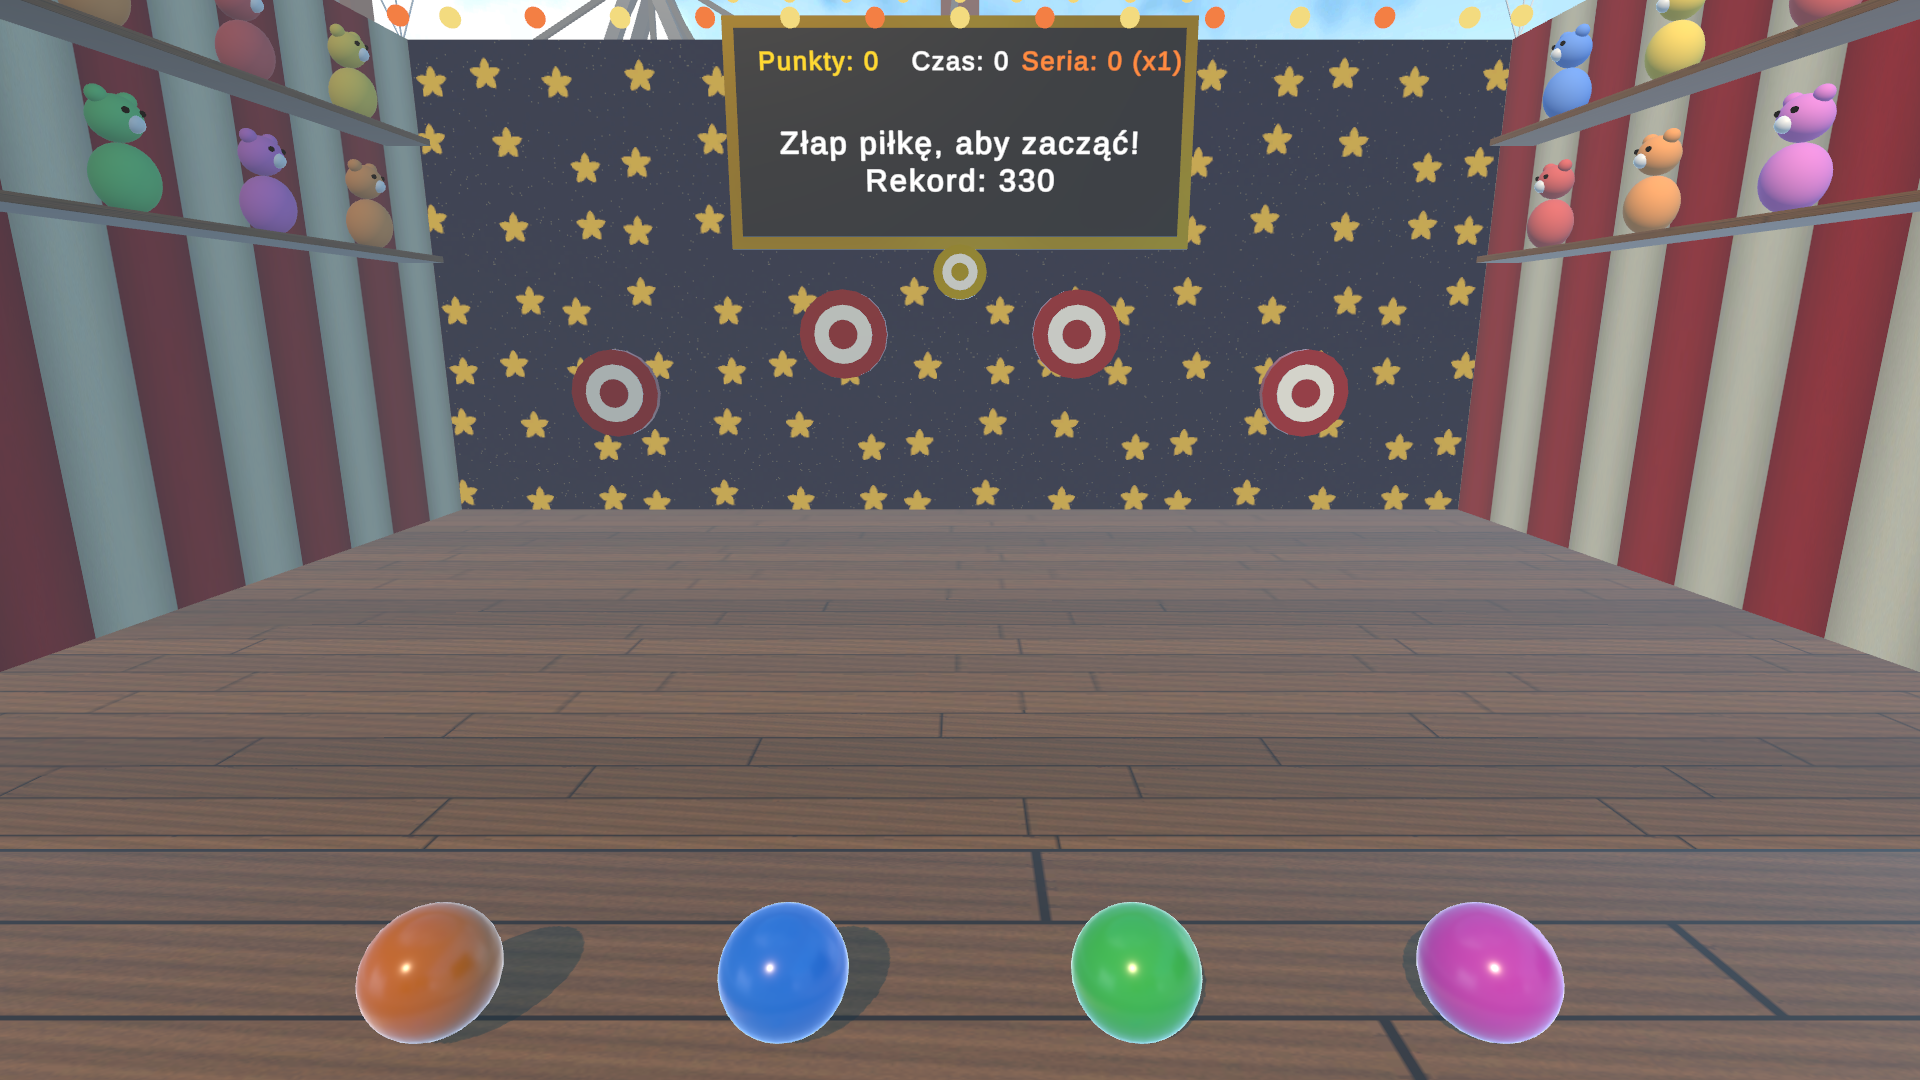 Punkty: 0 Czas: 0 Seria: 0 (x1)
Złap piłkę, aby zacząć!
Rekord: 330